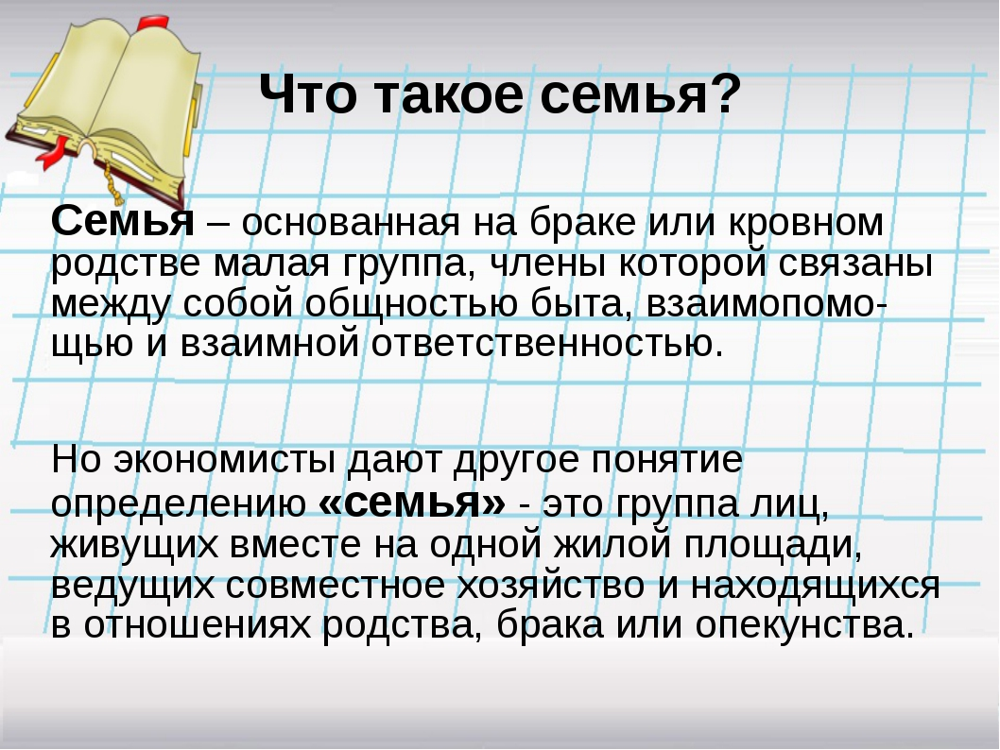 Что такое семья?
Семья – основанная на браке или кровном
родстве малая группа, члены которой связаны
между собой общностью быта, взаимопомо-
щью и взаимной ответственностью.
Но экономисты дают другое понятие
определению «семья» - это группа лиц,
живущих вместе на одной жилой площади,
ведущих совместное хозяйство и находящихся
в отношениях родства, брака или опекунства.